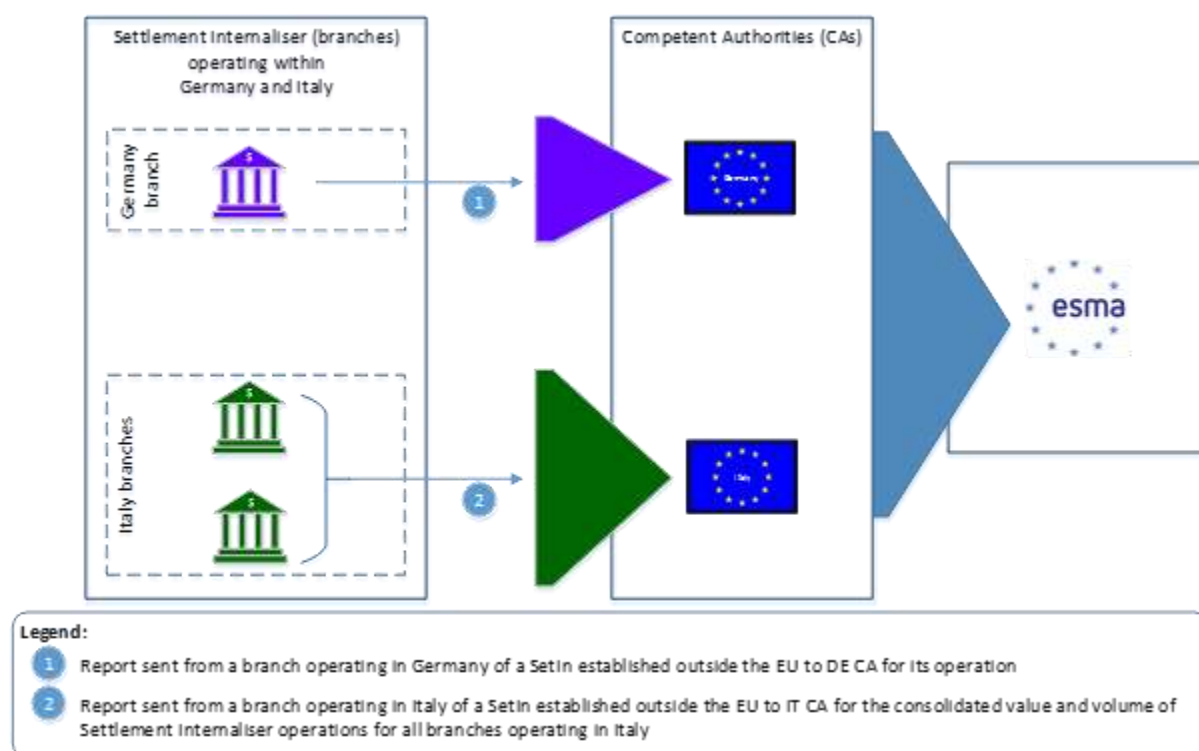 Settlement Internaliser (branches)
operating within
Germany and Italy
Competent Authorities (CAs)
Germany
branch
$
1
Germany
esma
Italy branches
$
$
2
Italy
Legend:
1 Report sent from a branch operating in Germany of a SetIn established outside the EU to DE CA for its operation
2 Report sent from a branch operating in Italy of a SetIn established outside the EU to IT CA for the consolidated value and volume of
Settlement Internaliser operations for all branches operating in Italy